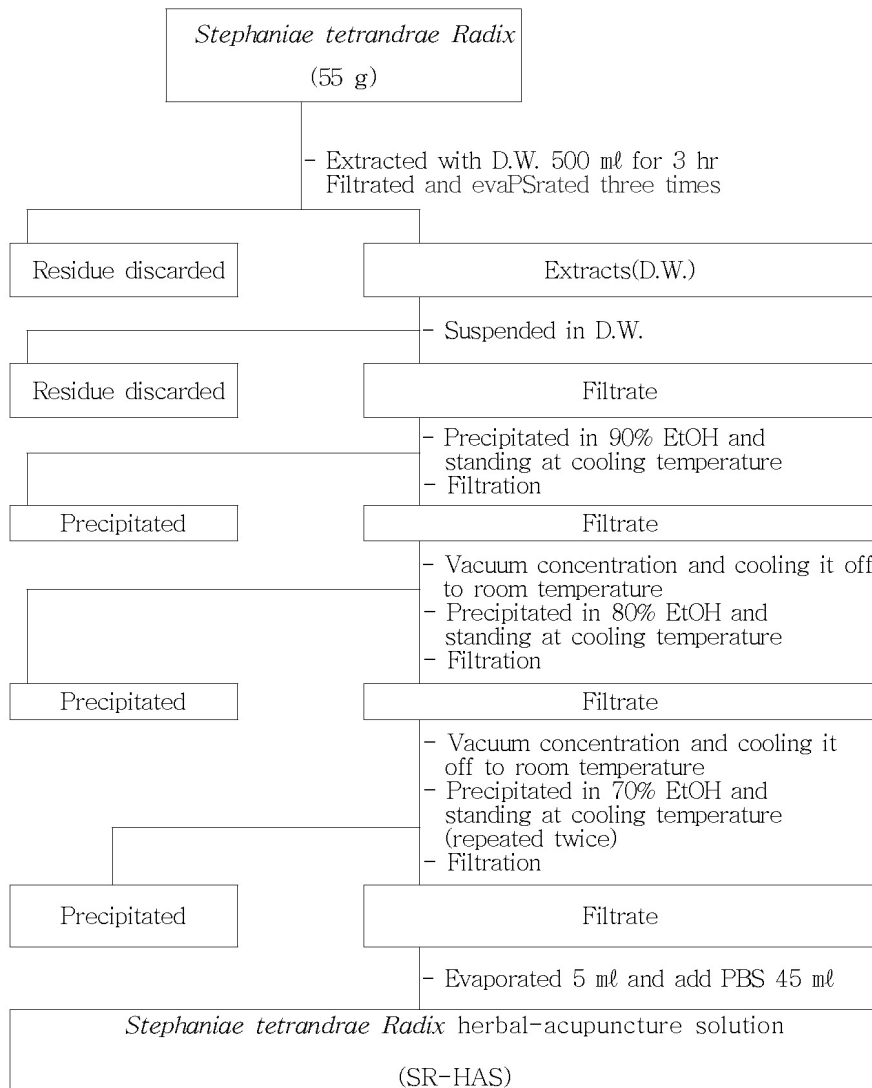 Stephaniae tetrandrae Radix
(55 g)
- Extracted with D.W. 500 ㎖ for 3 hr
Filtrated and evaPSrated three times
Residue discarded
Extracts(D.W.)
- Suspended in D.W.
Residue discarded
Filtrate
- Precipitated in 90% EtOH and
standing at cooling temperature
- Filtration
Precipitated
Filtrate
- Vacuum concentration and cooling it off
to room temperature
- Precipitated in 80% EtOH and
standing at cooling temperature
- Filtration
Precipitated
Filtrate
- Vacuum concentration and cooling it
off to room temperature
- Precipitated in 70% EtOH and
standing at cooling temperature
(repeated twice)
- Filtration
Precipitated
Filtrate
- Evaporated 5 ㎖ and add PBS 45 ㎖
Stephaniae tetrandrae Radix herbal-acupuncture solution
(SR-HAS)